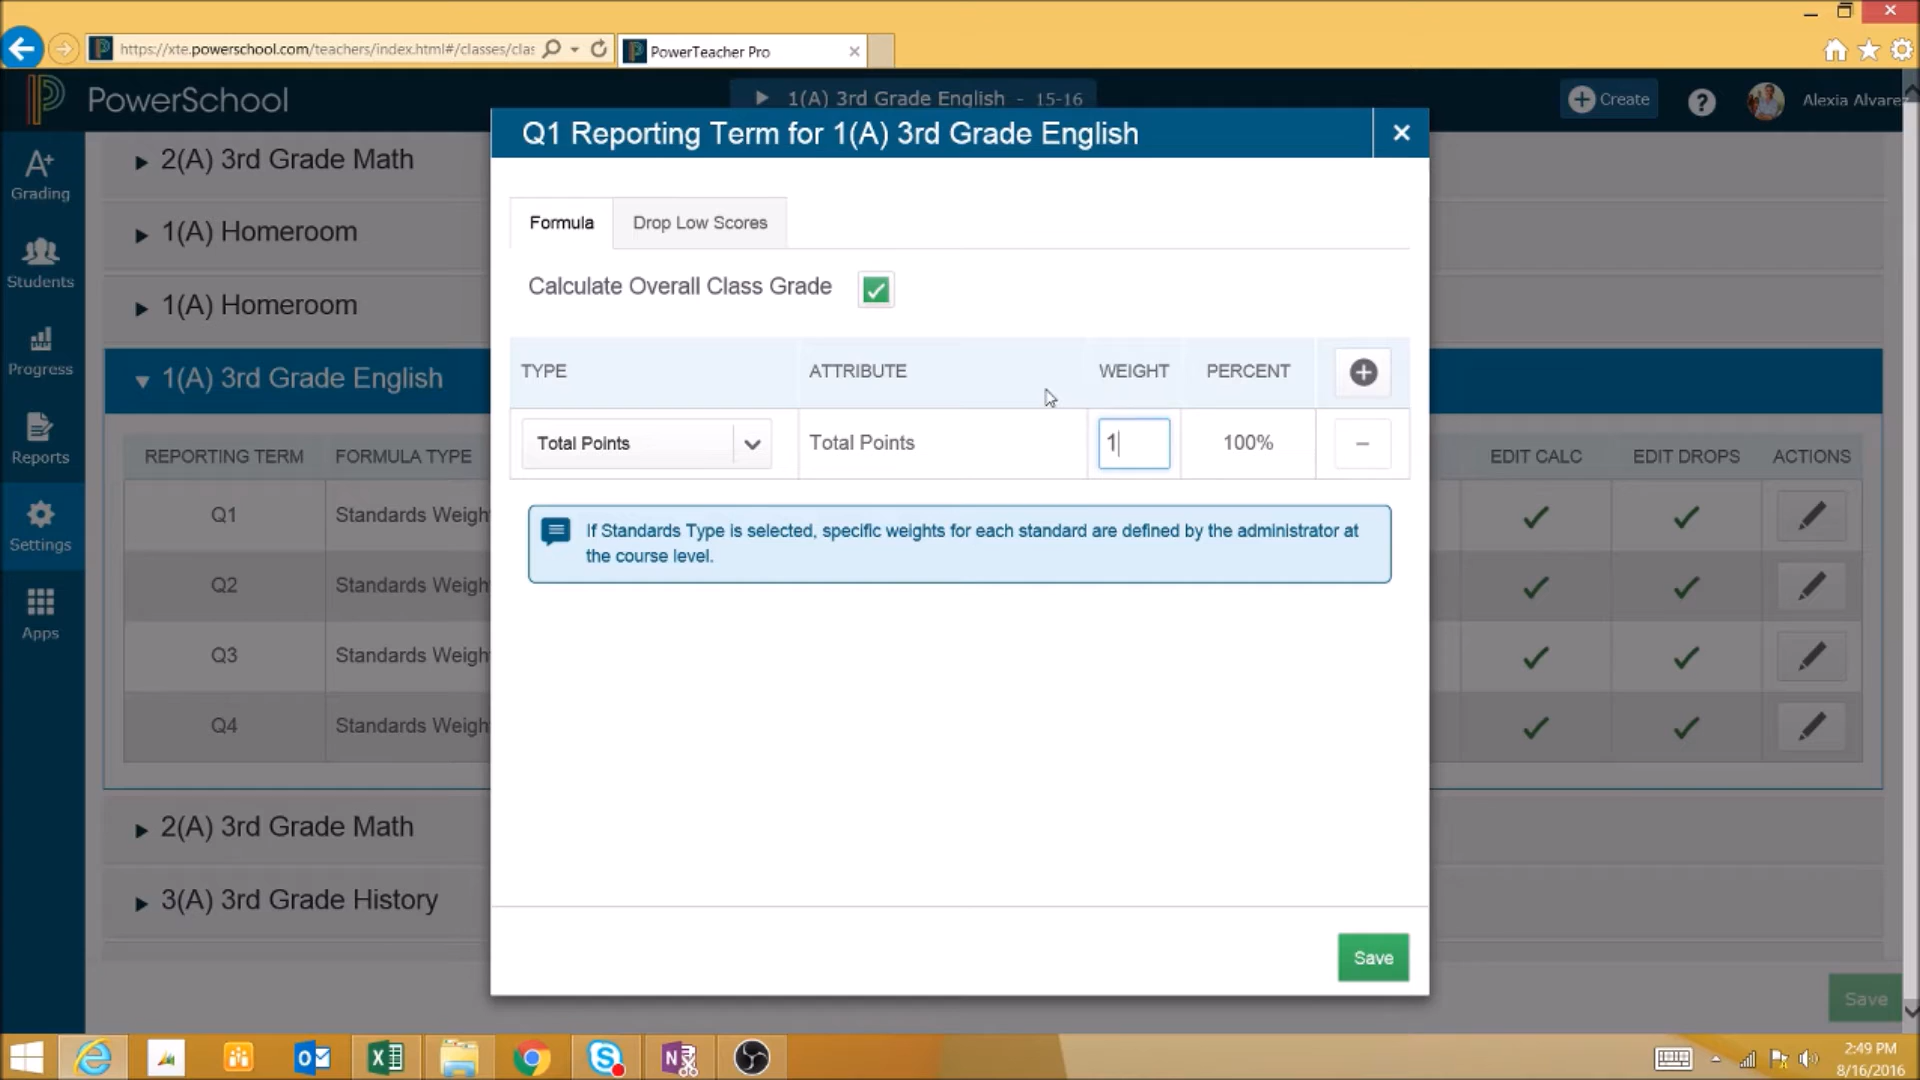 https://xte.powerschool.com/teachers/index.html#/classes/clas
PowerTeacher Pro
PowerSchool
1(A) 3rd Grade English - 15-16
Create
Alexia Alvarez
Grading
Students
Progress
Reports
Settings
Apps
2(A) 3rd Grade Math
1(A) Homeroom
1(A) Homeroom
1(A) 3rd Grade English
REPORTING TERM FORMULA TYPE EDIT CALC EDIT DROPS ACTIONS
Q1 Standards Weigh
Q2 Standards Weigh
Q3 Standards Weigh
Q4 Standards Weigh
2(A) 3rd Grade Math
3(A) 3rd Grade History
Save
Q1 Reporting Term for 1(A) 3rd Grade English
Formula Drop Low Scores
Calculate Overall Class Grade
TYPE ATTRIBUTE WEIGHT PERCENT
Total Points Total Points 1 100%
If Standards Type is selected, specific weights for each standard are defined by the administrator at
the course level.
Save
2:49 PM
8/16/2016